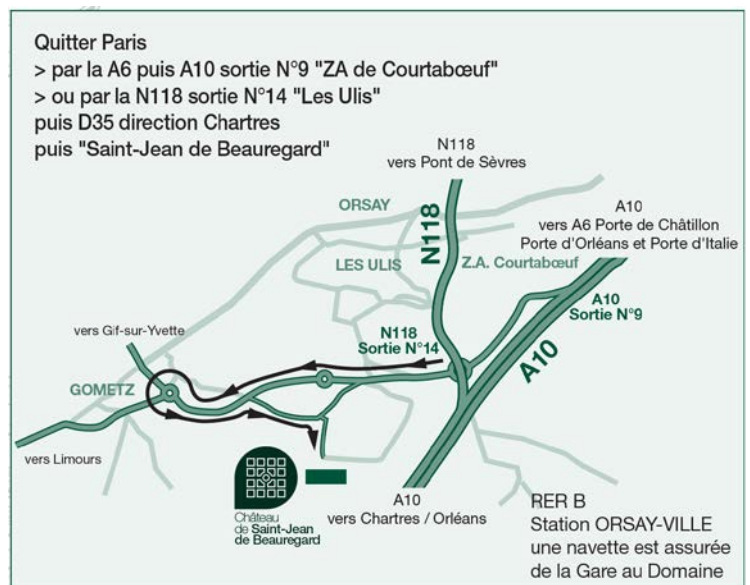 Quitter Paris
> par la A6 puis A10 sortie N°9 "ZA de Courtabœuf"
> ou par la N118 sortie N°14 "Les Ulis"
puis D35 direction Chartres
puis "Saint-Jean de Beauregard"
N118
vers Pont de Sèvres
ORSAY
N118
A10
vers A6 Porte de Châtillon
Porte d'Orléans et Porte d'Italie
LES ULIS
Z.A. Courtabœuf
A10
Sortie N°9
vers Gif-sur-Yvette
N118
Sortie N°14
A10
GOMETZ
vers Limours
Château
de Saint-Jean
de Beauregard
A10
vers Chartres / Orléans
RER B
Station ORSAY-VILLE
une navette est assurée
de la Gare au Domaine